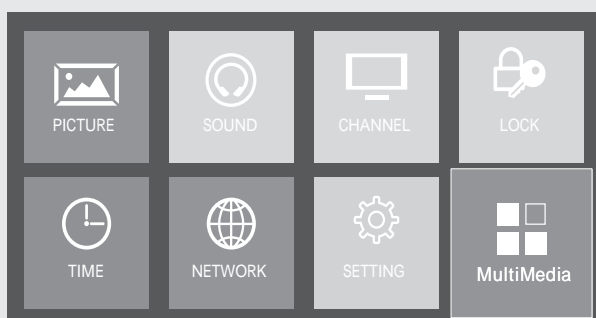 PICTURE
SOUND
CHANNEL
LOCK
TIME
NETWORK
SETTING
MultiMedia